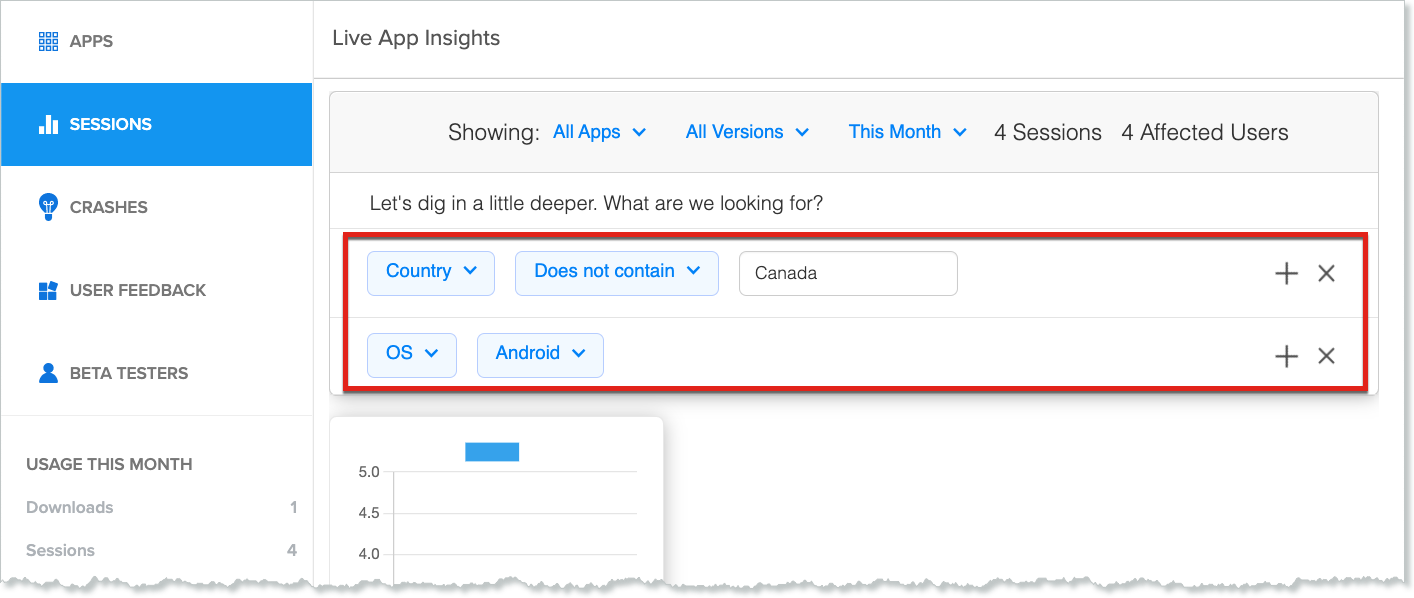 APPS
SESSIONS
CRASHES
USER FEEDBACK
BETA TESTERS
USAGE THIS MONTH
Downloads 1
Sessions 4
Live App Insights
Showing: All Apps All Versions This Month 4 Sessions 4 Affected Users
Let's dig in a little deeper. What are we looking for?
Country Does not contain Canada
OS Android
5.0
4.5
4.0